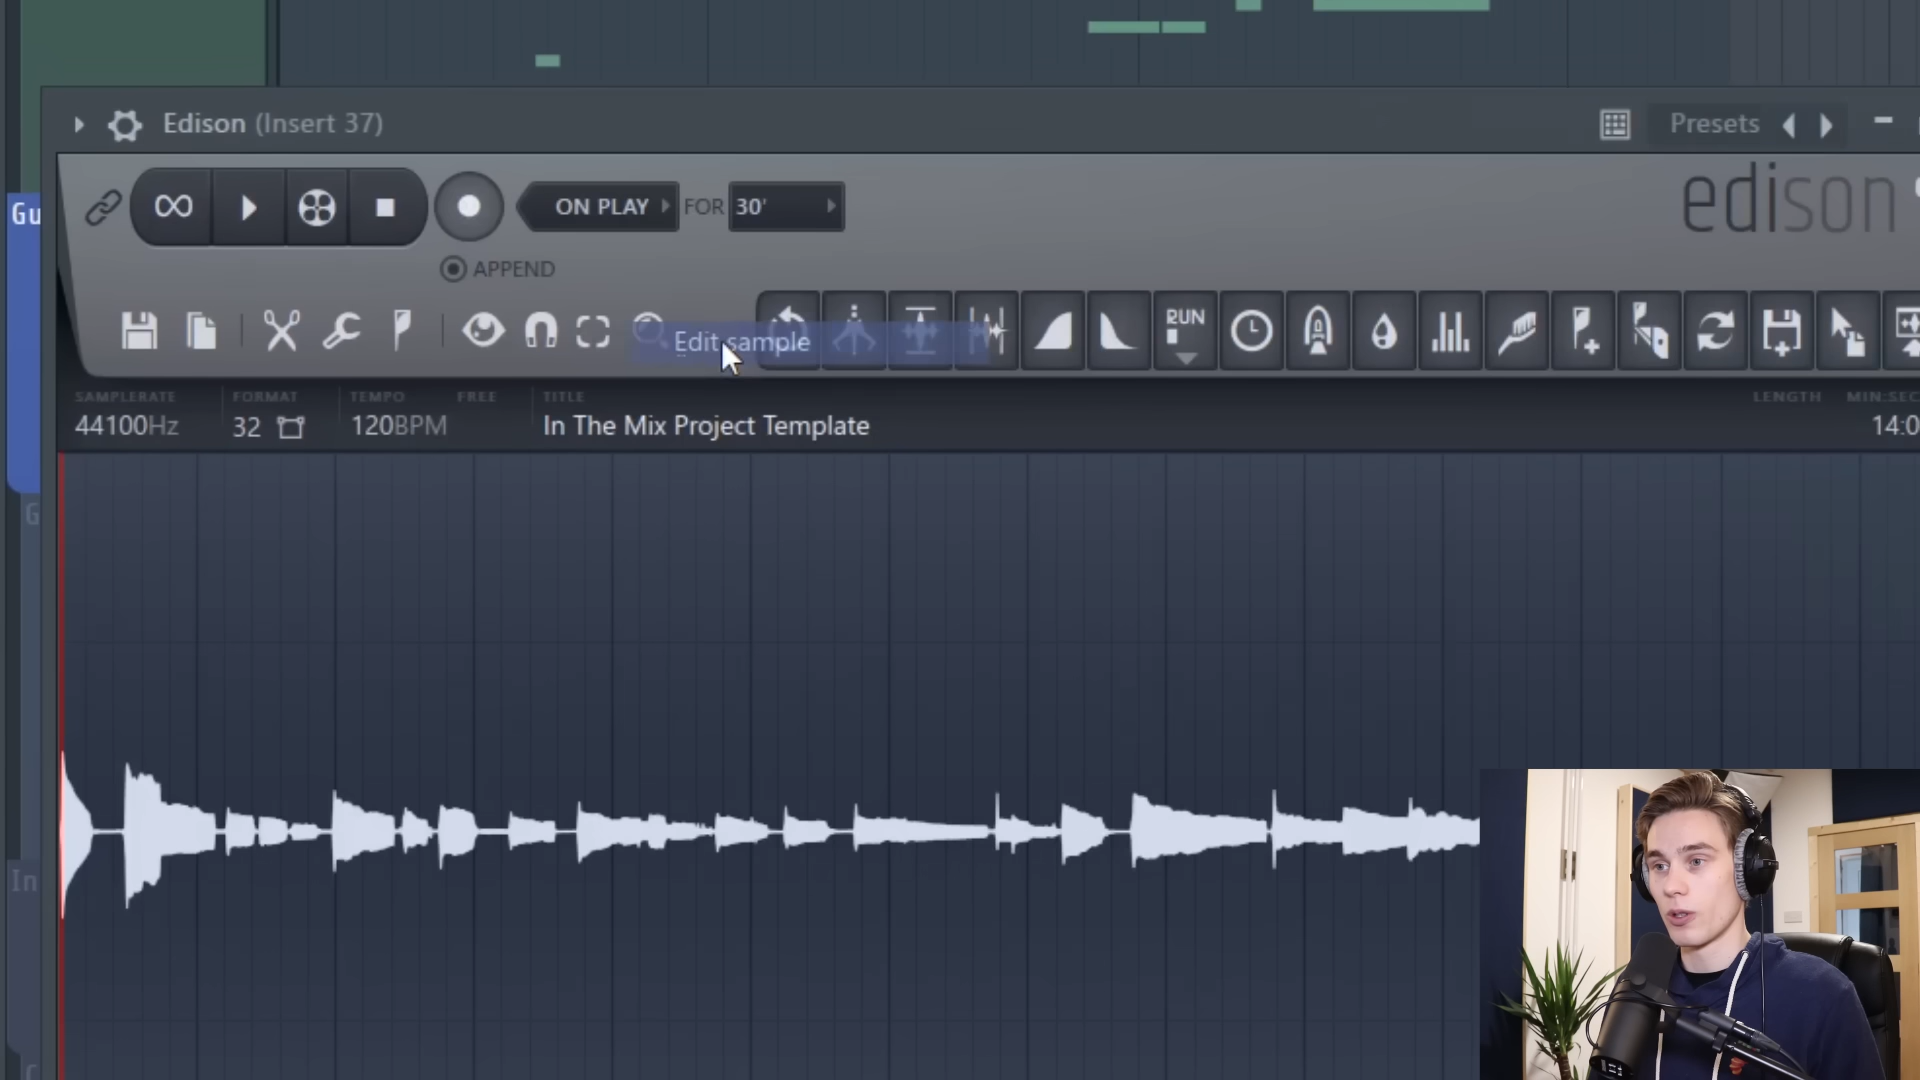 Edison (Insert 37)
Presets
Gu
ON PLAY
FOR
30'
edison
APPEND
Edit sample
RUN
SAMPLERATE
FORMAT
TEMPO
FREE
TITLE
LENGTH
MIN:SEC
44100Hz
32
120BPM
In The Mix Project Template
14:0
G
In